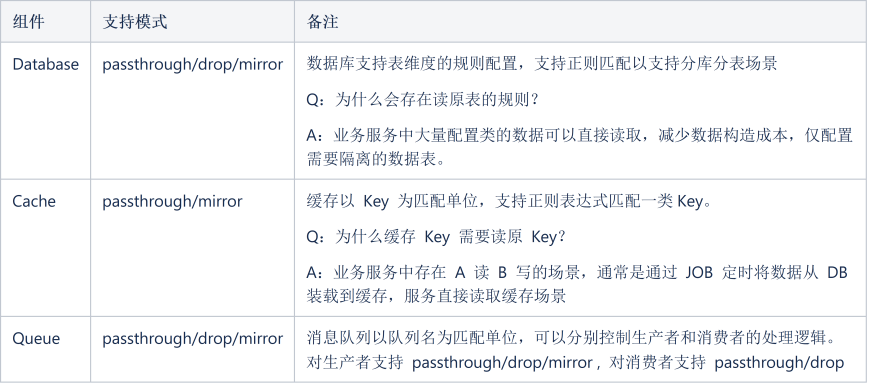 组件 支持模式 备注
Database passthrough/drop/mirror 数据库支持表维度的规则配置，支持正则匹配以支持分库分表场景
Q：为什么会存在读原表的规则？
A：业务服务中大量配置类的数据可以直接读取，减少数据构造成本，仅配置
需要隔离的数据表。
Cache passthrough/mirror 缓存以 Key 为匹配单位，支持正则表达式匹配一类 Key。
Q：为什么缓存 Key 需要读原 Key？
A：业务服务中存在 A 读 B 写的场景，通常是通过 JOB 定时将数据从 DB
装载到缓存，服务直接读取缓存场景
Queue passthrough/drop/mirror 消息队列以队列名为匹配单位，可以分别控制生产者和消费者的处理逻辑。
对生产者支持 passthrough/drop/mirror , 对消费者支持 passthrough/drop